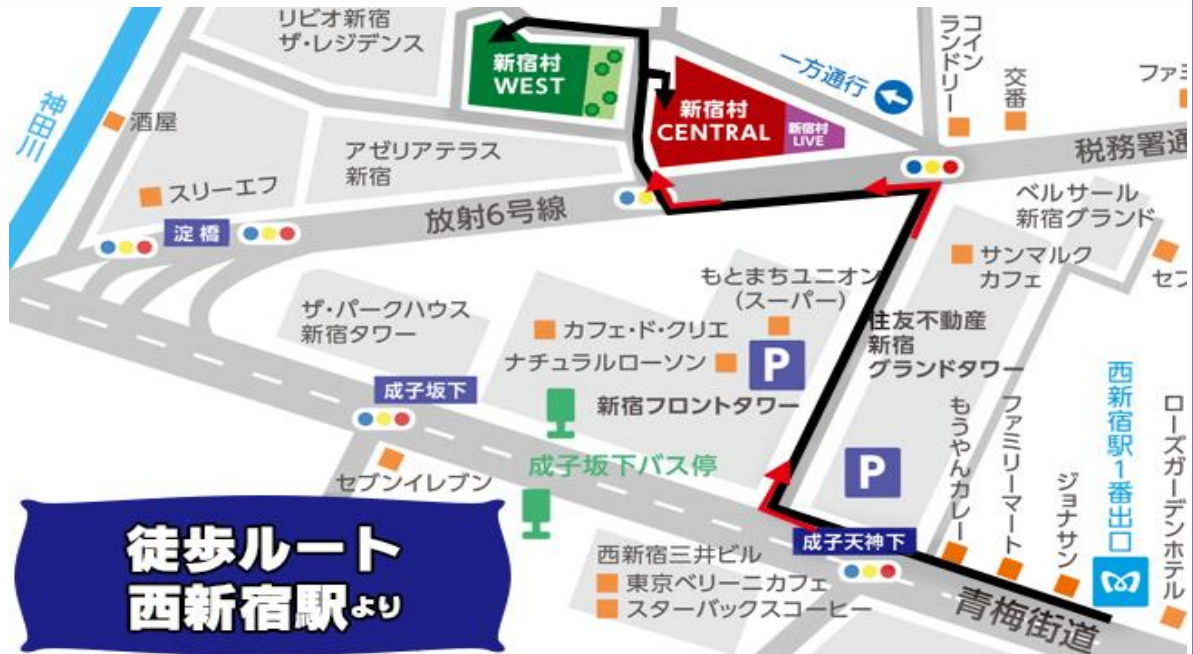 リビオ新宿
ザ・レジデンス
新宿村
WEST
新宿村
CENTRAL
新宿村
LIVE
一方通行
コイン
ランドリー
交番
ファミ
税務署通
神田川
酒屋
アゼリアテラス
新宿
スリーエフ
淀橋
放射6号線
ベルサール
新宿グランド
サンマルク
カフェ
セブ
もとまちユニオン
(スーパー)
ザ・パークハウス
新宿タワー
カフェ・ド・クリエ
ナチュラルローソン
P
住友不動産
新宿
グランドタワー
成子坂下
新宿フロントタワー
成子坂下バス停
セブンイレブン
P
もうやんカレー
ファミリーマート
ジョナサン
西新宿駅1番出口
ローズガーデンホテル
成子天神下
西新宿三井ビル
東京ベリーニカフェ
スターバックスコーヒー
青梅街道
徒歩ルート
西新宿駅より